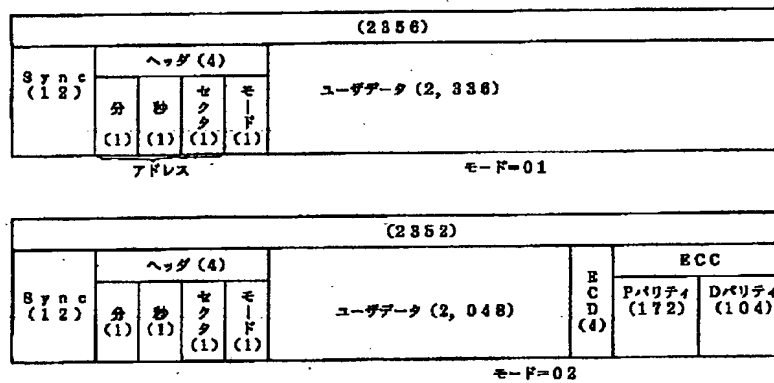 (2356)
Sync
(12)
ヘッダ(4)
分
(1)
秒
(1)
セクタ
(1)
モード
(1)
ユーザデータ(2,336)
アドレス
モード=01
(2352)
Sync
(12)
ヘッダ(4)
分
(1)
秒
(1)
セクタ
(1)
モード
(1)
ユーザデータ(2,048)
ECD
(4)
ECC
Pパリティ
(172)
Dパリティ
(104)
モード=02